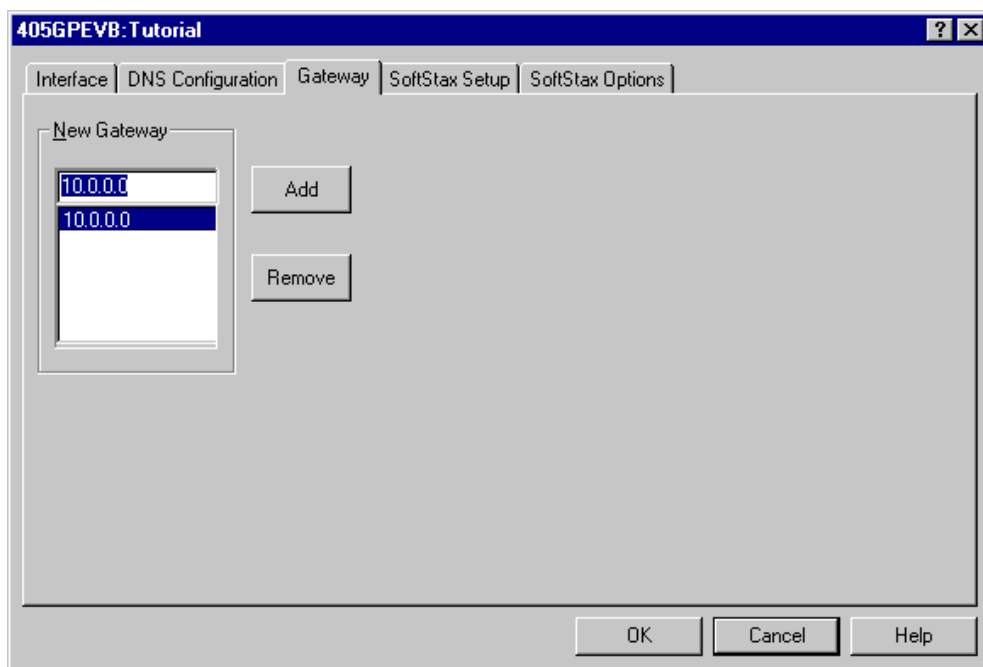 405GPEVB:Tutorial
Interface DNS Configuration Gateway SoftStax Setup SoftStax Options
New Gateway
10.0.0.0
10.0.0.0
Add
Remove
OK Cancel Help